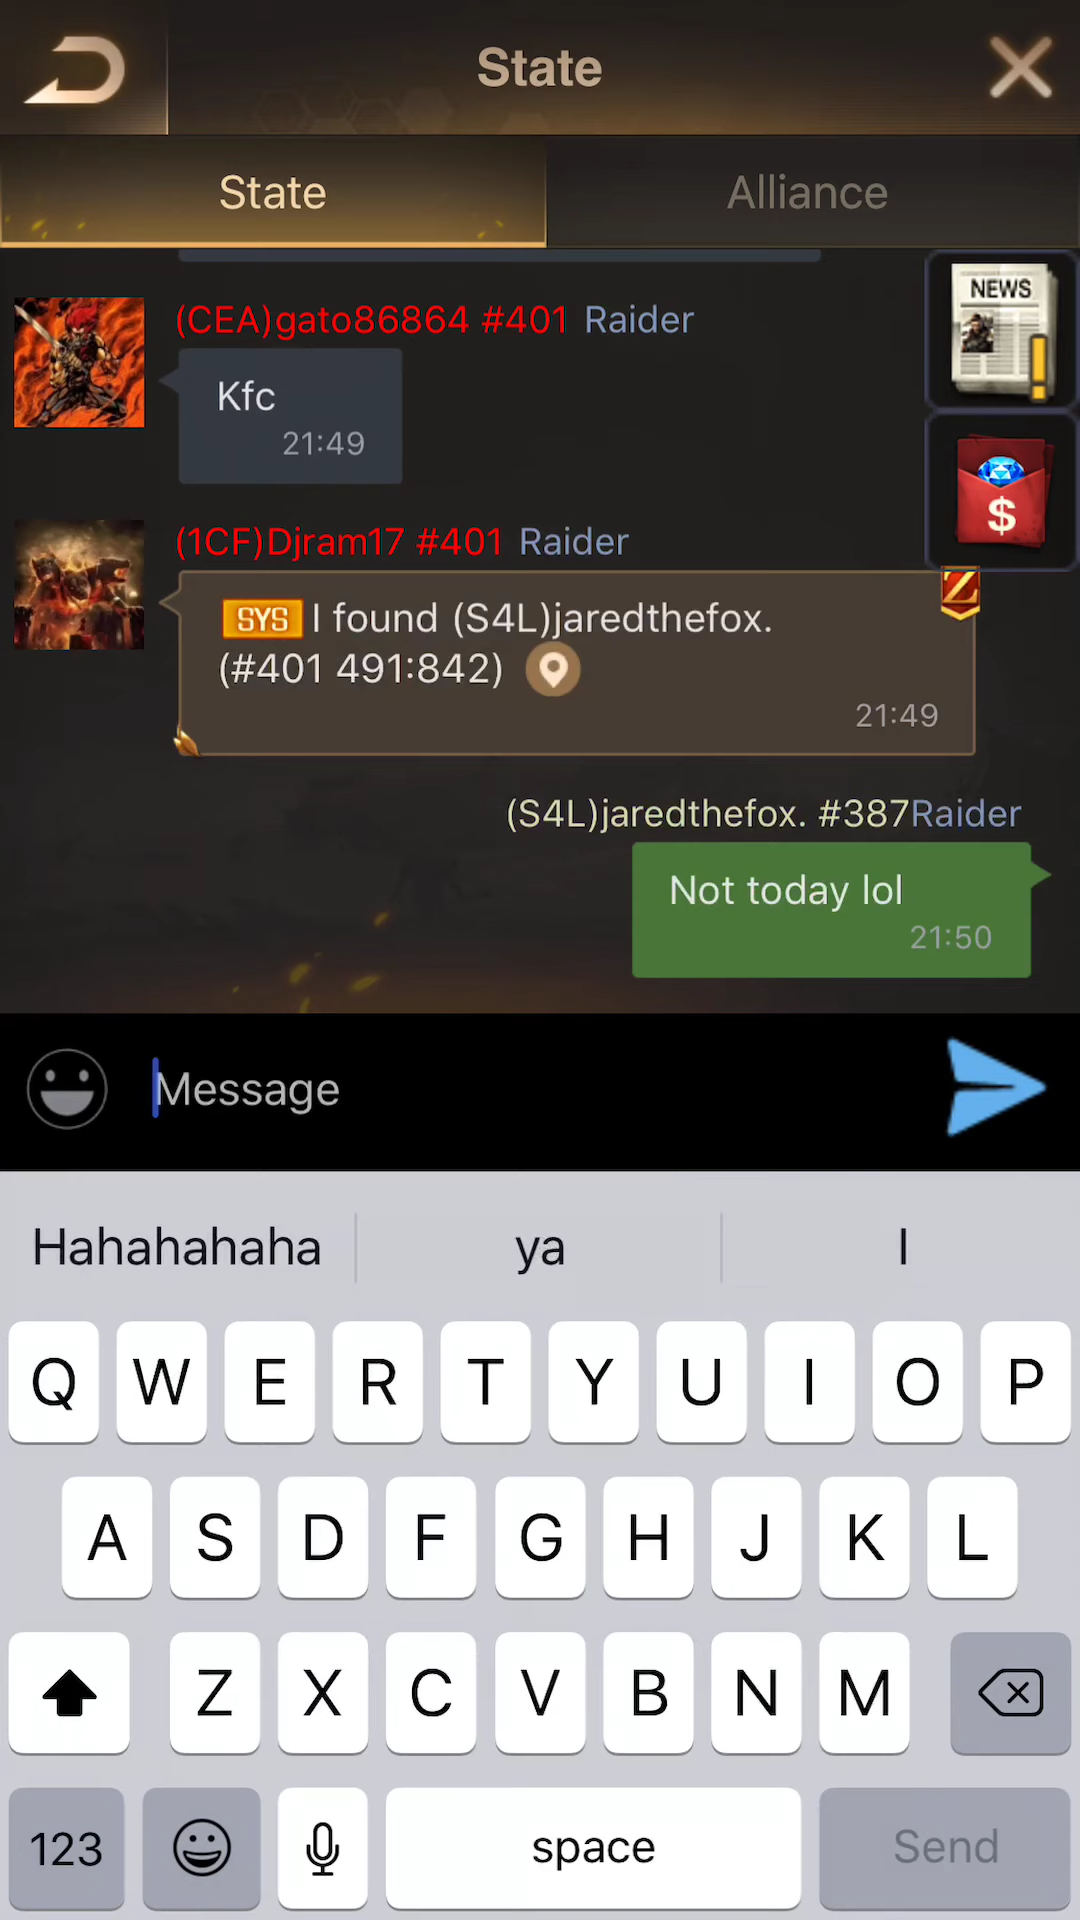 State
State
Alliance
NEWS
(CEA)gato86864 #401 Raider
Kfc
21:49
$
(1CF)Djram17 #401 Raider
Z
SYS I found (S4L)jaredthefox.
(#401 491:842)
21:49
(S4L)jaredthefox. #387Raider
Not today lol
21:50
Message
Hahahahaha
ya
I
Q W E R T Y U I O P
A S D F G H J K L
Z X C V B N M
123
space
Send